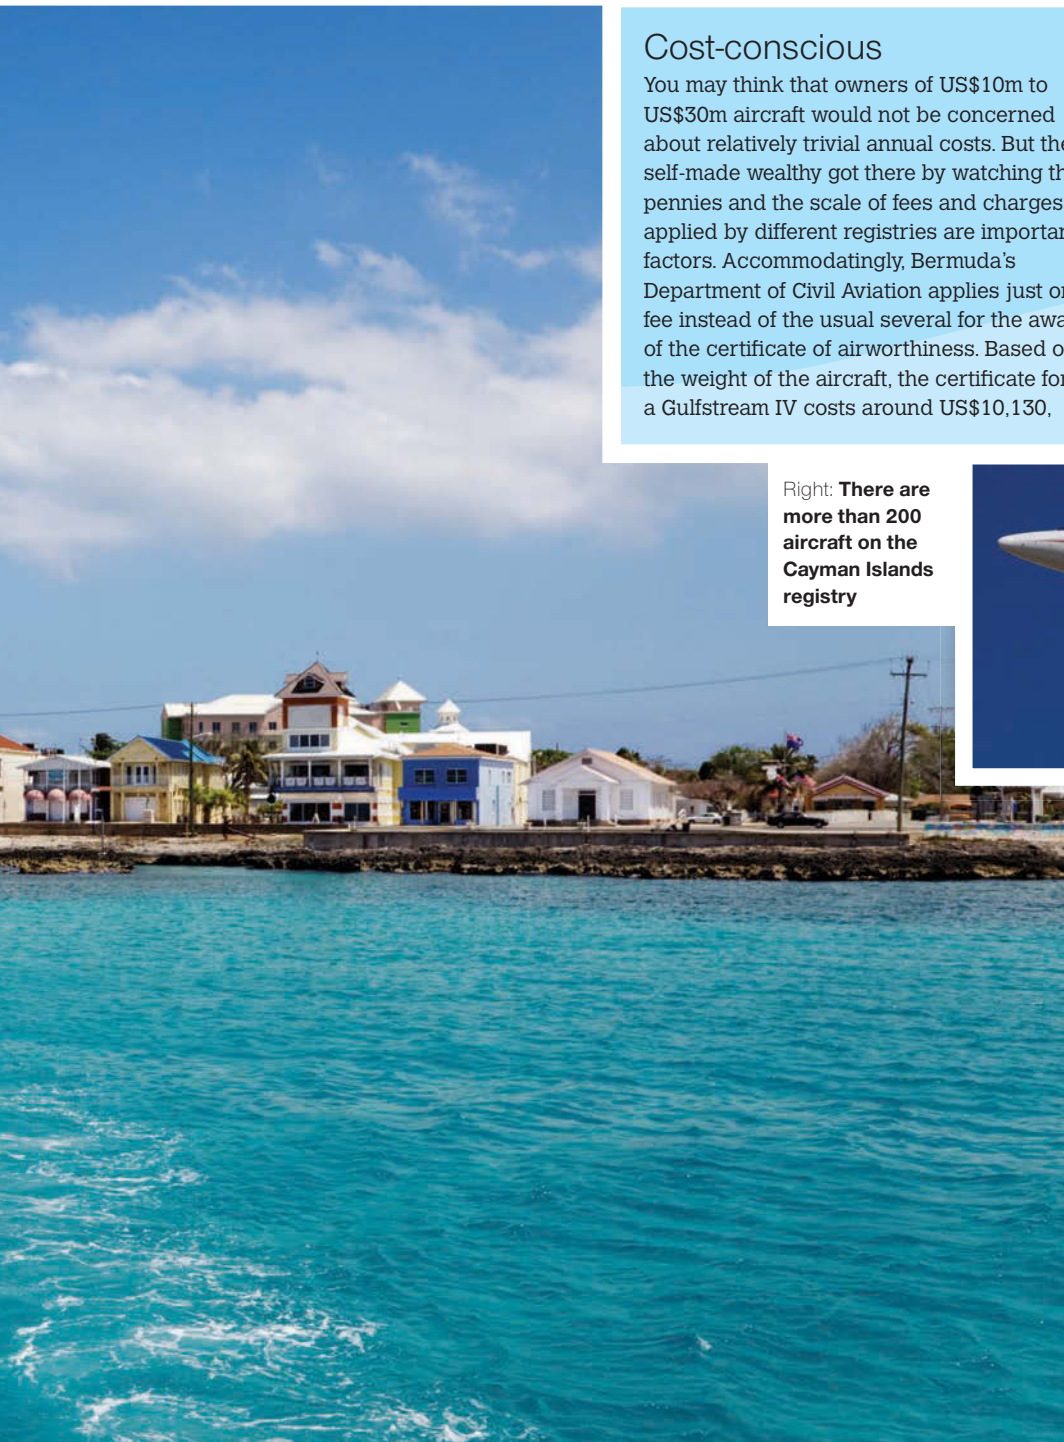 Cost-conscious
You may think that owners of US$10m to
US$30m aircraft would not be concerned
about relatively trivial annual costs. But the
self-made wealthy got there by watching th
pennies and the scale of fees and charges
applied by different registries are importan
factors. Accommodatingly, Bermuda’s
Department of Civil Aviation applies just on
fee instead of the usual several for the awa
of the certificate of airworthiness. Based o
the weight of the aircraft, the certificate for
a Gulfstream IV costs around US$10,130,
Right: There are
more than 200
aircraft on the
Cayman Islands
registry